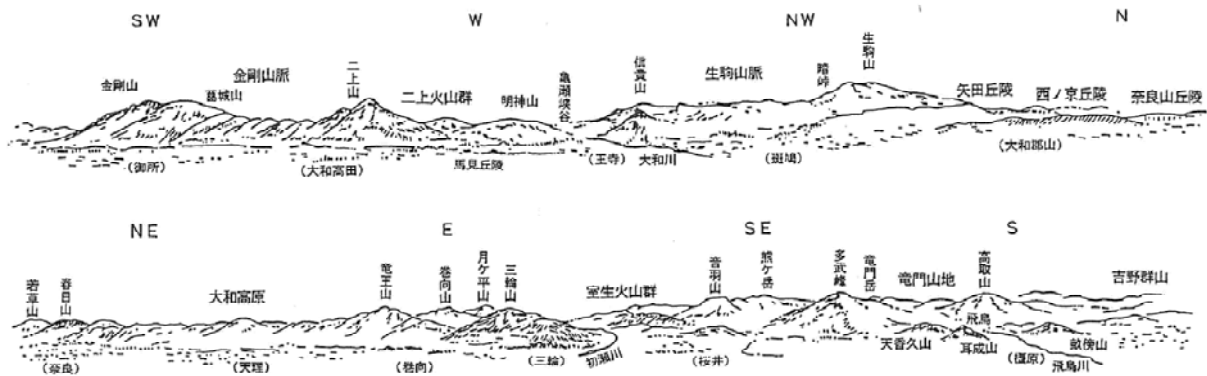 SW W NW N
金剛山 金剛山脈 葛城山 二上山 二上火山群 明神山 亀瀬峡谷 信貴山 生駒山脈 暗峠 生駒山 矢田丘陵 西ノ京丘陵 奈良山丘陵
(御所) (大和高田) 馬見丘陵 (王寺) 大和川 (斑鳩) (大和郡山)
NE E SE S
若草山 春日山 大和高原 竜王山 巻向山 月ケ平山 三輪山 室生火山群 音羽山 熊ケ岳 多武峰 竜門岳 竜門山地 高取山 吉野群山
飛鳥
(奈良) (天理) (巻向) (三輪) 初瀬川 (桜井) 天香久山 耳成山 (橿原) 畝傍山
飛鳥川